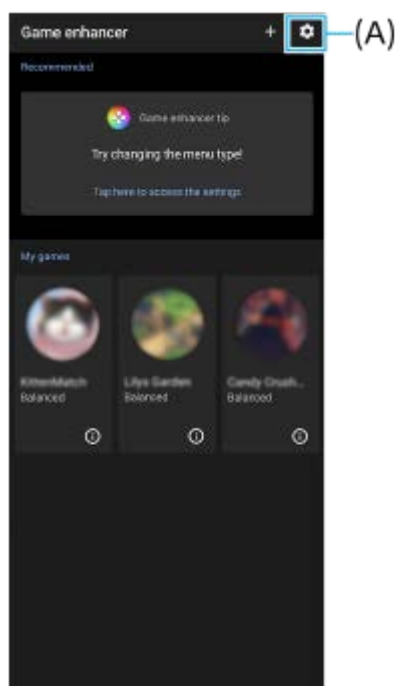 Game enhancer +
(A)
Recommended
Game enhancer tip
Try changing the menu type!
Tap here to access the settings
My games
KittenMatch Lilys Garden Candy Crush...
Balanced Balanced Balanced